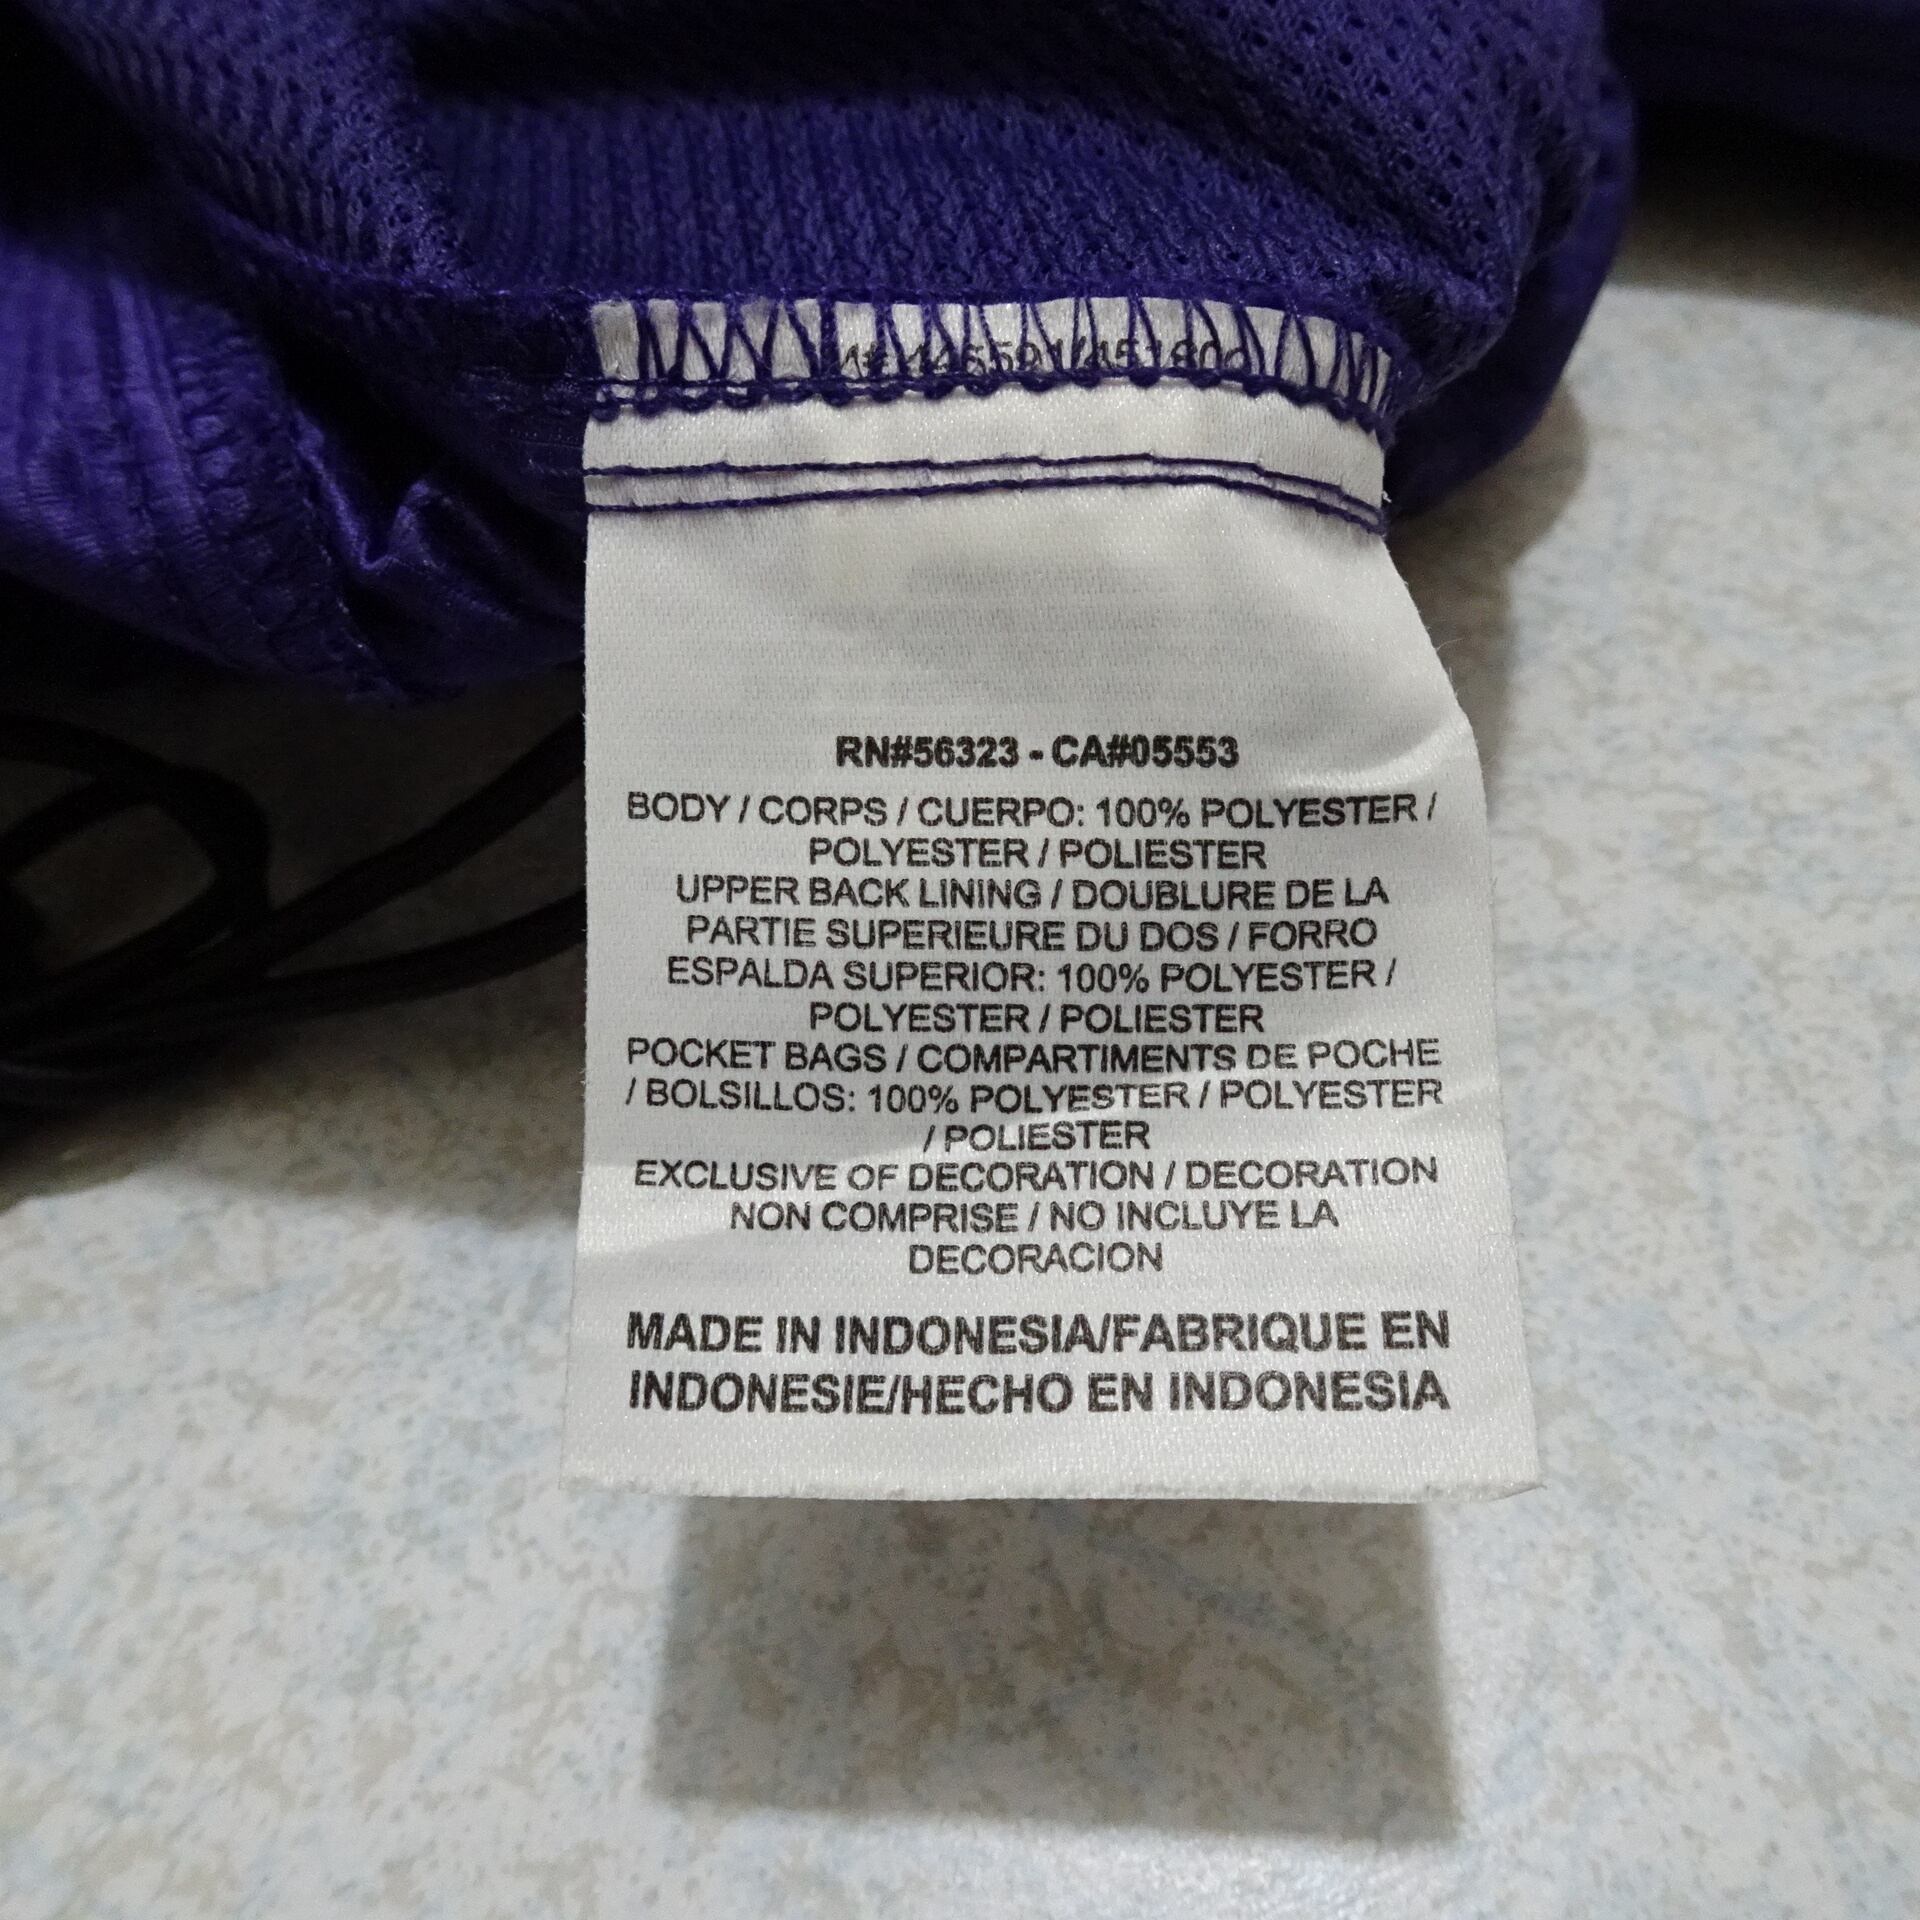 RN#56323 - CA#05553
BODY / CORPS / CUERPO: 100% POLYESTER /
POLYESTER / POLIESTER
UPPER BACK LINING / DOUBLURE DE LA
PARTIE SUPERIEURE DU DOS / FORRO
ESPALDA SUPERIOR: 100% POLYESTER /
POLYESTER / POLIESTER
POCKET BAGS / COMPARTIMENTS DE POCHE
/ BOLSILLOS: 100% POLYESTER / POLYESTER
/ POLIESTER
EXCLUSIVE OF DECORATION / DECORATION
NON COMPRISE / NO INCLUYE LA
DECORACION
MADE IN INDONESIA/FABRIQUE EN
INDONESIE/HECHO EN INDONESIA